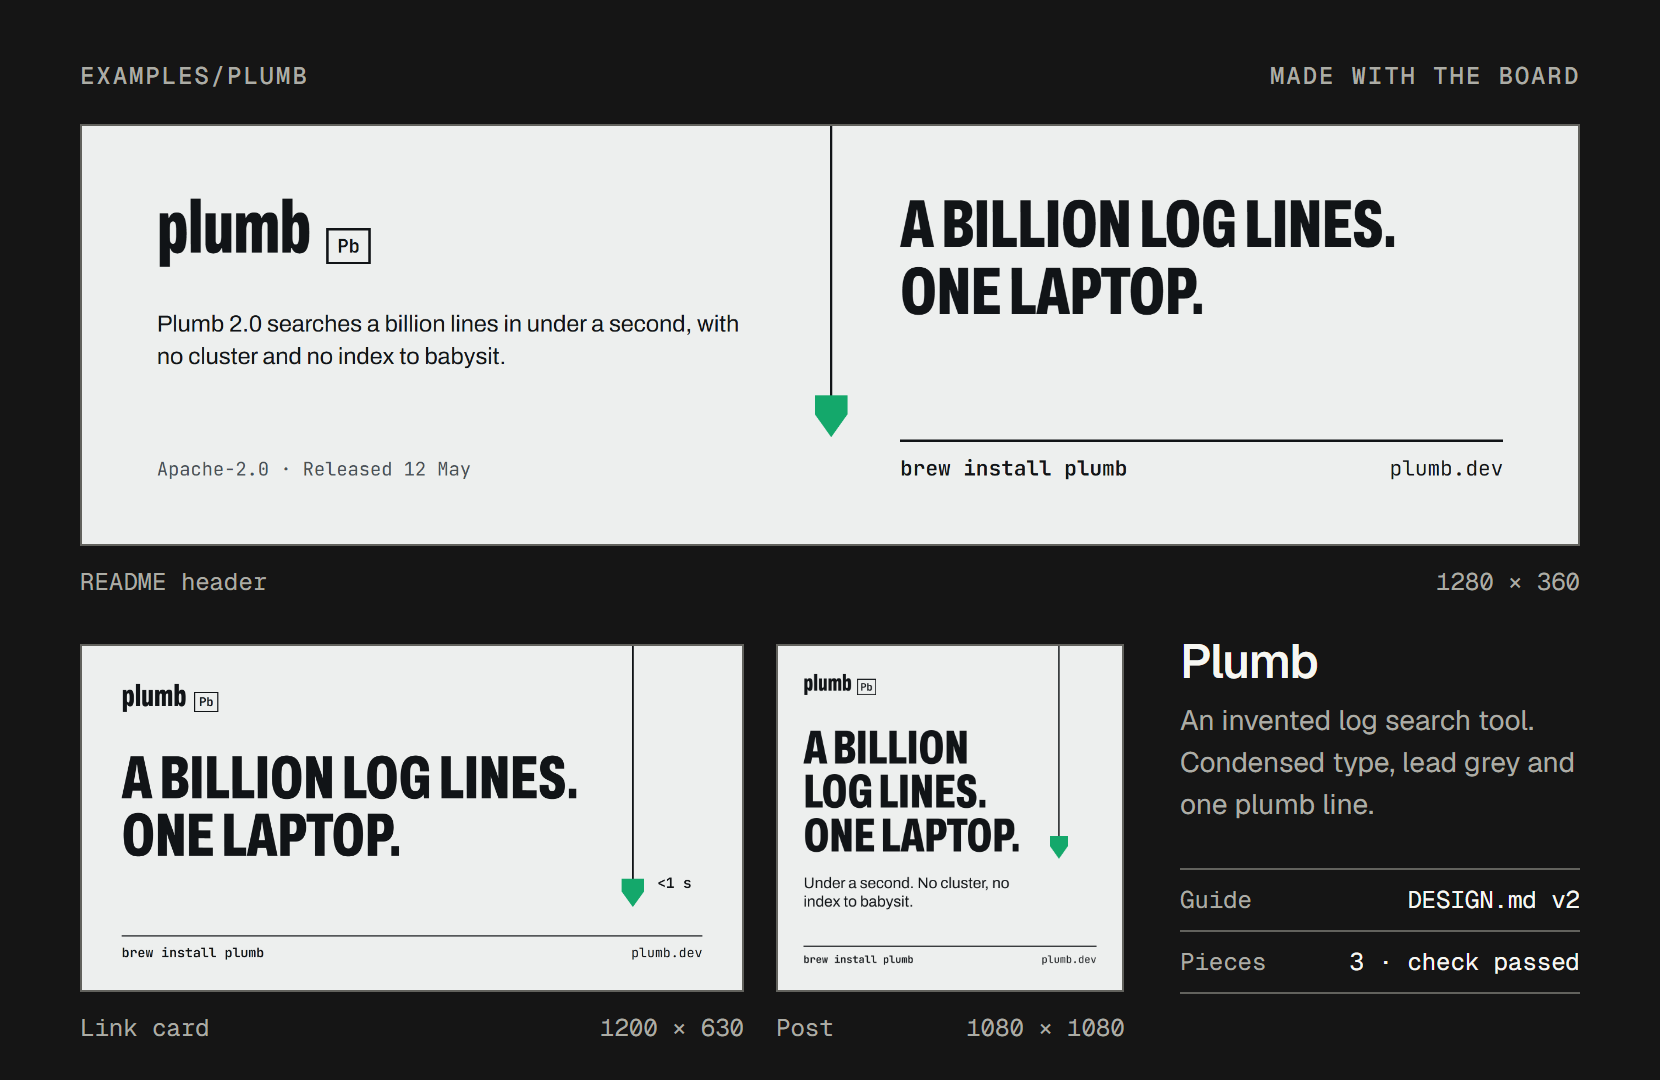 EXAMPLES/PLUMB
MADE WITH THE BOARD
plumb Pb
Plumb 2.0 searches a billion lines in under a second, with
no cluster and no index to babysit.
Apache-2.0 · Released 12 May
A BILLION LOG LINES.
ONE LAPTOP.
brew install plumb
plumb.dev
README header
1280 × 360
plumb Pb
A BILLION LOG LINES.
ONE LAPTOP.
<1 s
brew install plumb
plumb.dev
Link card
1200 × 630
plumb Pb
A BILLION
LOG LINES.
ONE LAPTOP.
Under a second. No cluster, no
index to babysit.
brew install plumb
plumb.dev
Post
1080 × 1080
Plumb
An invented log search tool.
Condensed type, lead grey and
one plumb line.
Guide
DESIGN.md v2
Pieces
3 · check passed